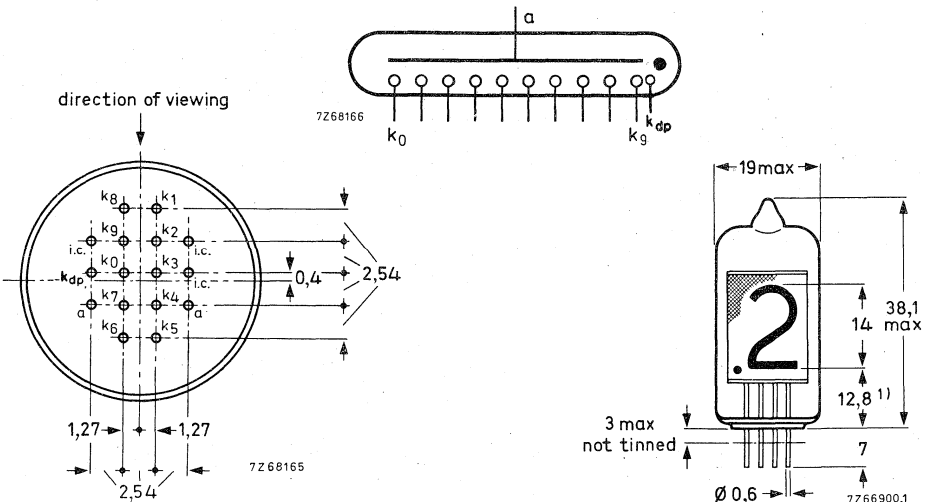 a
7Z68166
k0
k9
kdp
direction of viewing
k8 k1
k9 k2
i.c. i.c.
kdp k0 k3 i.c.
k7 k4
a a
k6 k5
0,4
2,54
1,27 1,27
2,54
7Z68165
19max
2
14
38,1
max
12,8 1)
3 max
not tinned
7
Ø 0,6
7Z66900.1